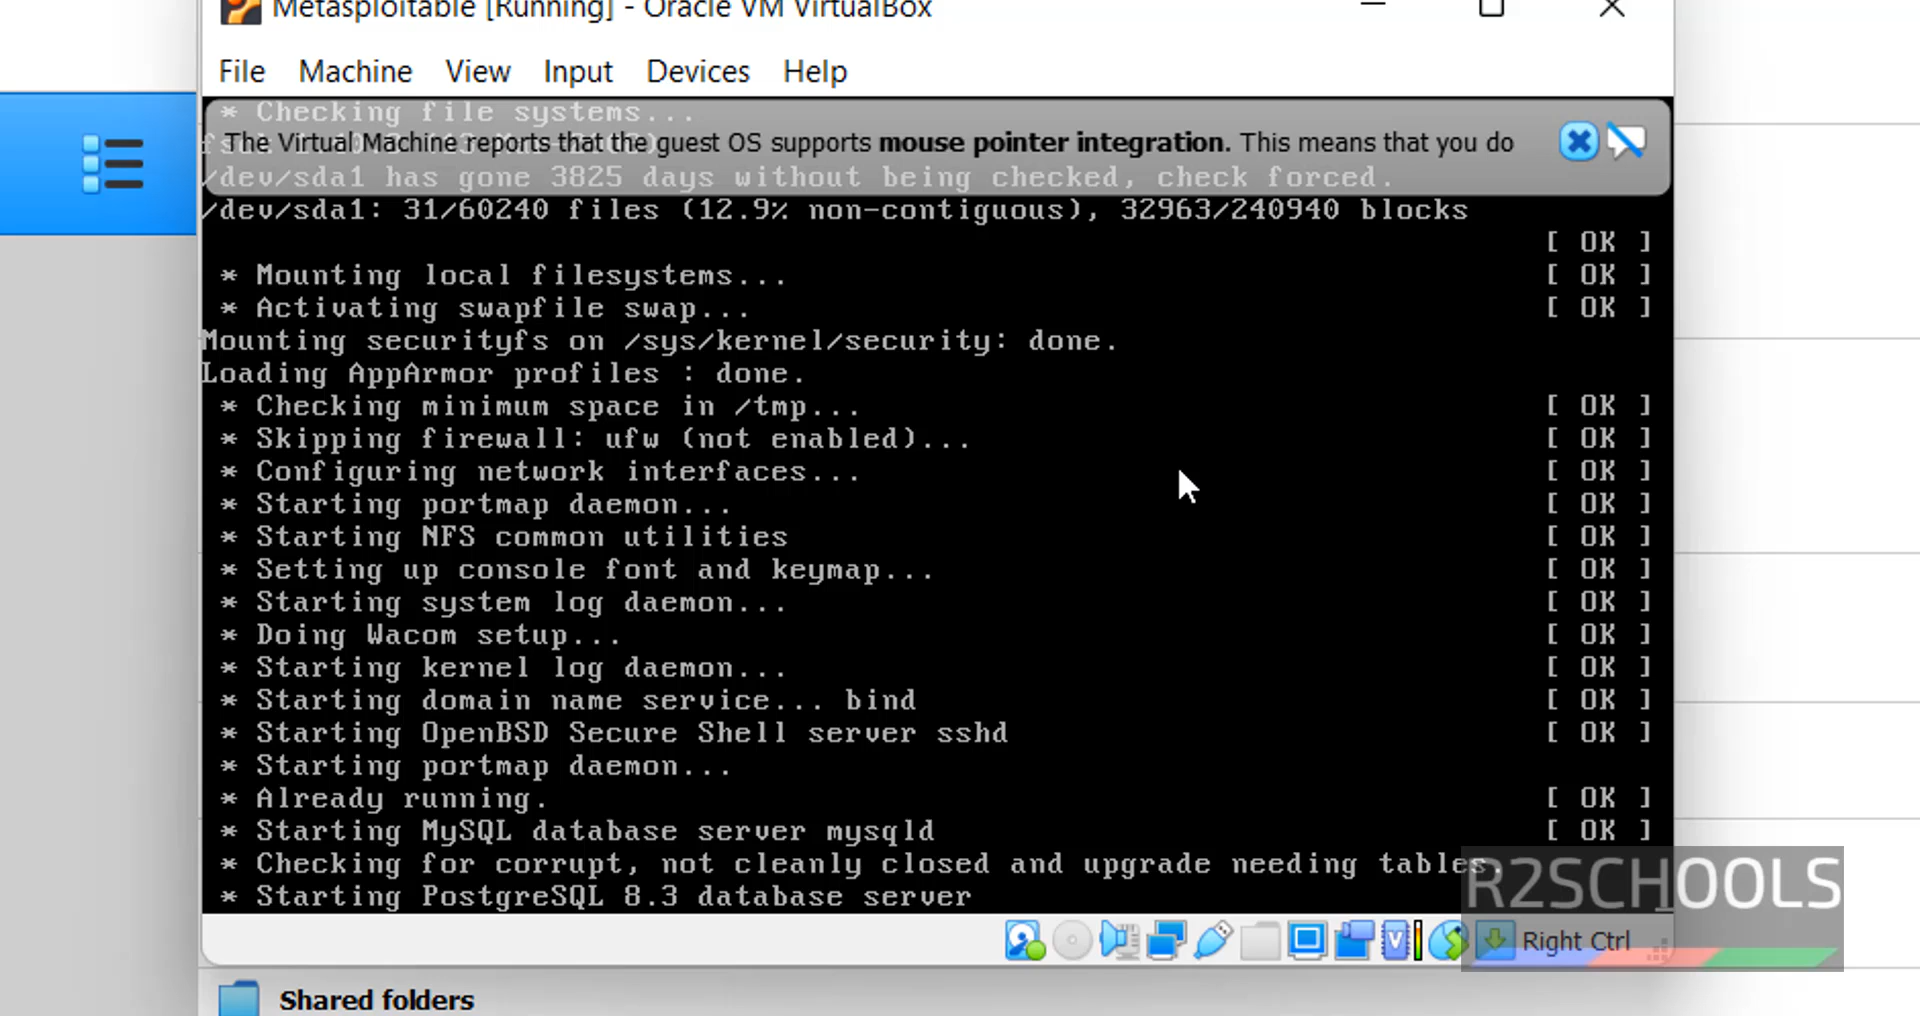 Metasploitable [Running] - Oracle VM VirtualBox
File Machine View Input Devices Help
* Checking file systems...
The Virtual Machine reports that the guest OS supports mouse pointer integration. This means that you do
/dev/sda1 has gone 3825 days without being checked, check forced.
/dev/sda1: 31/60240 files (12.9% non-contiguous), 32963/240940 blocks
[ OK ]
* Mounting local filesystems... [ OK ]
* Activating swapfile swap... [ OK ]
Mounting securityfs on /sys/kernel/security: done.
Loading AppArmor profiles : done.
* Checking minimum space in /tmp... [ OK ]
* Skipping firewall: ufw (not enabled)... [ OK ]
* Configuring network interfaces... [ OK ]
* Starting portmap daemon... [ OK ]
* Starting NFS common utilities [ OK ]
* Setting up console font and keymap... [ OK ]
* Starting system log daemon... [ OK ]
* Doing Wacom setup... [ OK ]
* Starting kernel log daemon... [ OK ]
* Starting domain name service... bind [ OK ]
* Starting OpenBSD Secure Shell server sshd [ OK ]
* Starting portmap daemon...
* Already running. [ OK ]
* Starting MySQL database server mysqld [ OK ]
* Checking for corrupt, not cleanly closed and upgrade needing tables.
* Starting PostgreSQL 8.3 database server
R2SCHOOLS
Right Ctrl
Shared folders